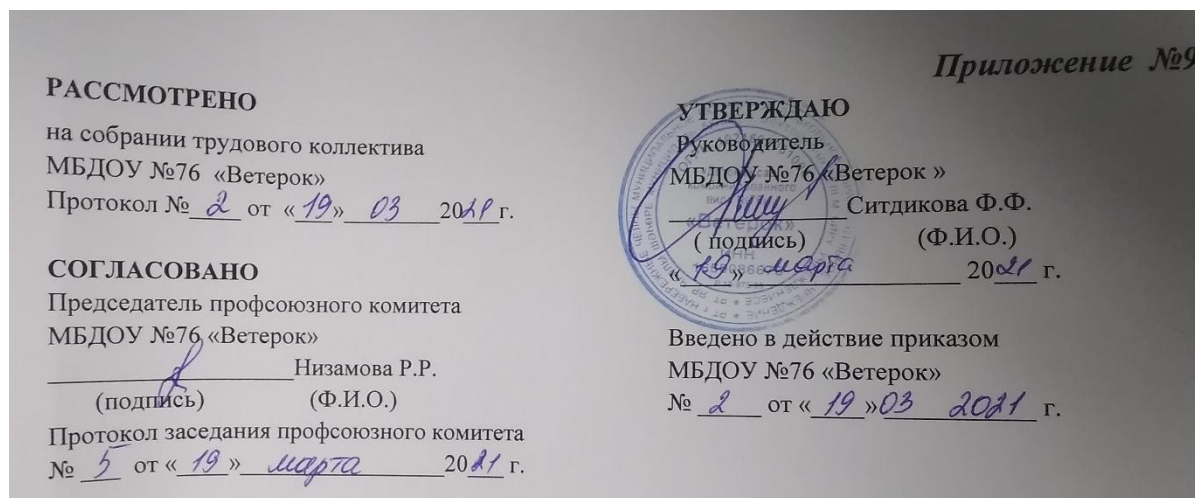 Приложение №9
РАССМОТРЕНО
на собрании трудового коллектива
МБДОУ №76 «Ветерок»
Протокол № 2 от «19» 03 2021 г.
СОГЛАСОВАНО
Председатель профсоюзного комитета
МБДОУ №76 «Ветерок»
Низамова Р.Р.
(подпись) (Ф.И.О.)
Протокол заседания профсоюзного комитета
№ 5 от «19» марта 2021 г.
УТВЕРЖДАЮ
Руководитель
МБДОУ №76 «Ветерок »
Ситдикова Ф.Ф.
( подпись) (Ф.И.О.)
«19» марта 2021 г.
Введено в действие приказом
МБДОУ №76 «Ветерок»
№ 2 от «19»03 2021 г.
«Ветерок»
ИНН